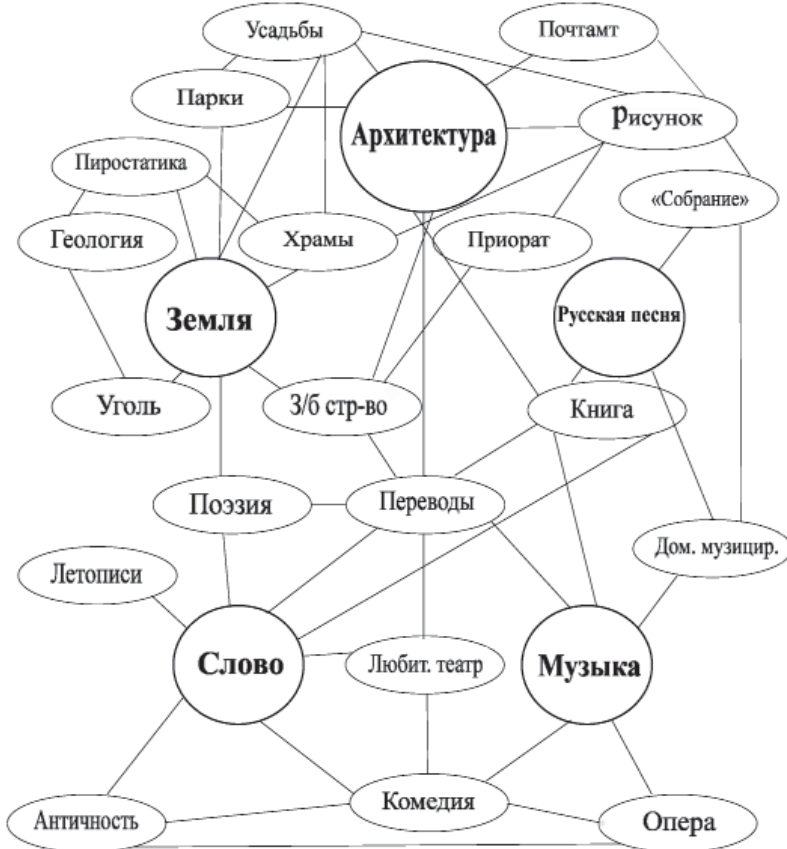 Усадьбы
Почтамт
Парки
Архитектура
рисунок
Пиростатика
«Собрание»
Геология
Храмы
Приорат
Земля
Русская песня
Уголь
З/б стр-во
Книга
Поэзия
Переводы
Дом. музицир.
Летописи
Слово
Любит. театр
Музыка
Комедия
Античность
Опера